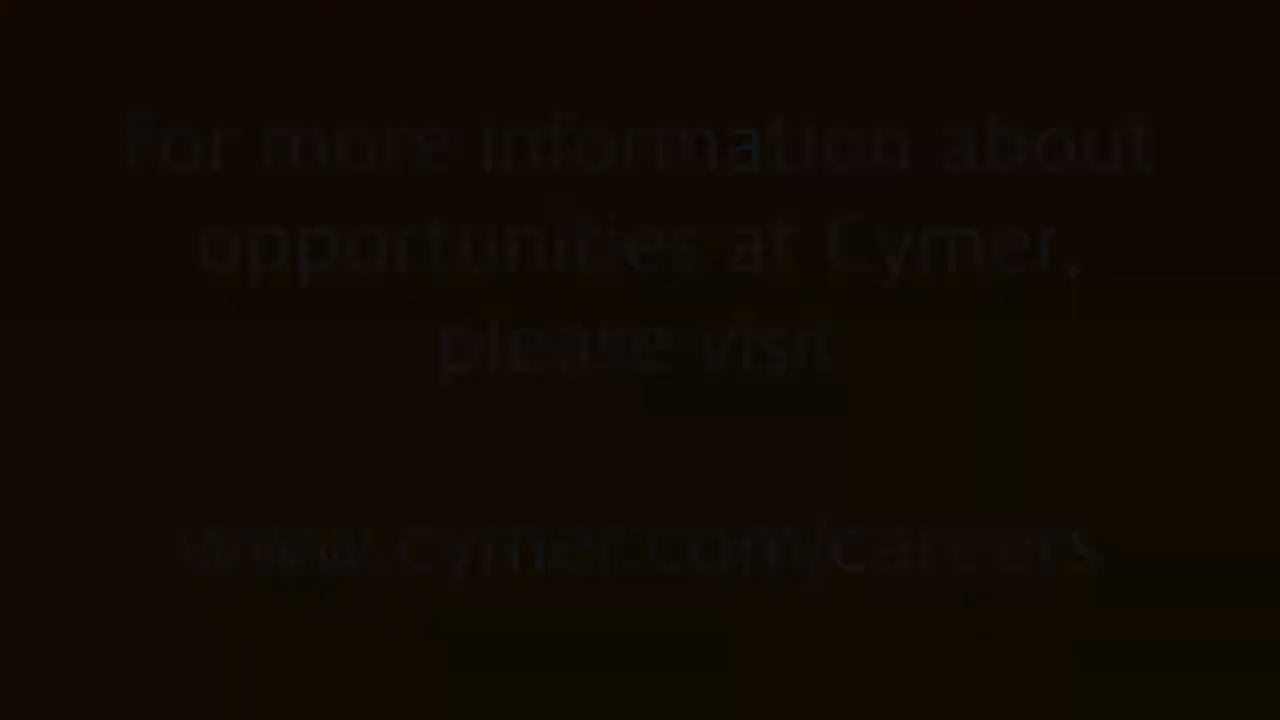 For more information about
opportunities at Cymer,
please visit
www.cymer.com/careers